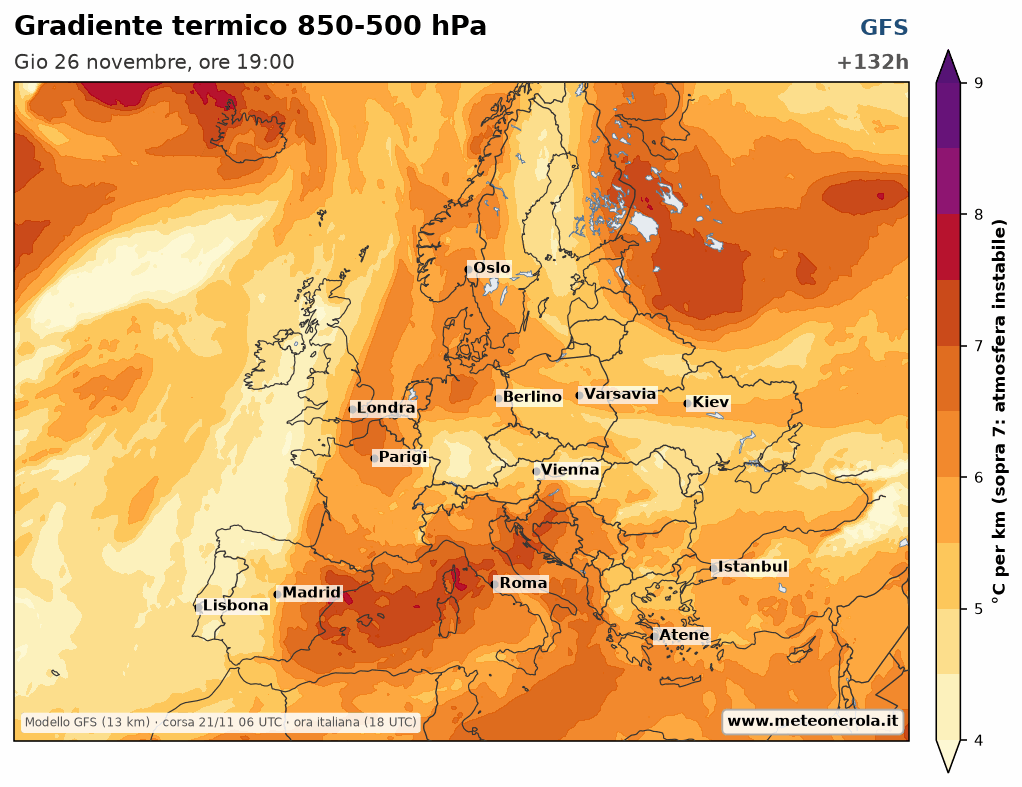 Gradiente termico 850-500 hPa
GFS
Gio 26 novembre, ore 19:00
+132h
Oslo
Londra
Berlino
Varsavia
Kiev
Parigi
Vienna
Istanbul
Madrid
Roma
Lisbona
Atene
Modello GFS (13 km) · corsa 21/11 06 UTC · ora italiana (18 UTC)
www.meteonerola.it
9
8
7
6
5
4
°C per km (sopra 7: atmosfera instabile)